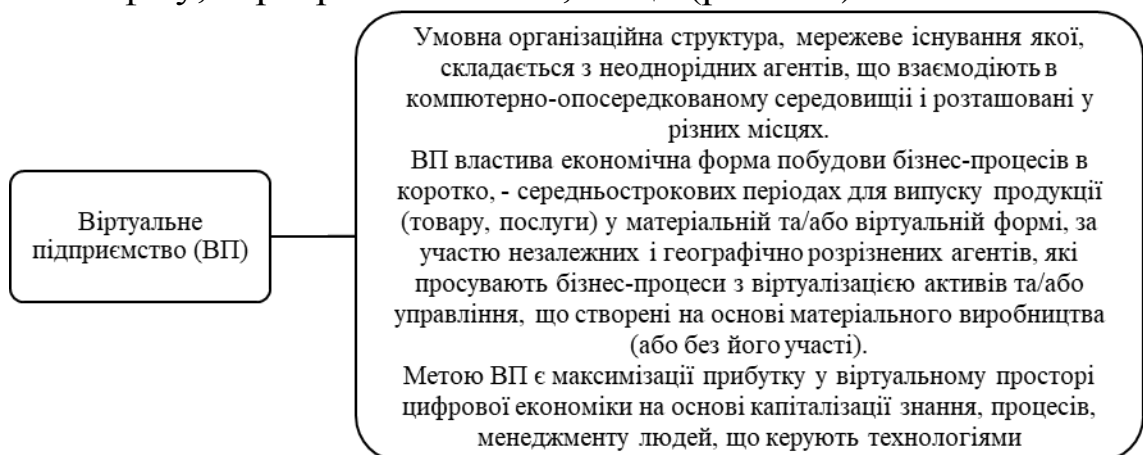 Умовна організаційна структура, мережеве існування якої,
складається з неоднорідних агентів, що взаємодіють в
компютерно-опосередкованому середовищіі і розташовані у
різних місцях.
ВП властива економічна форма побудови бізнес-процесів в
коротко, - середньострокових періодах для випуску продукції
(товару, послуги) у матеріальній та/або віртуальній формі, за
участю незалежних і географічно розрізнених агентів, які
просувають бізнес-процеси з віртуалізацією активів та/або
управління, що створені на основі матеріального виробництва
(або без його участі).
Метою ВП є максимізації прибутку у віртуальному просторі
цифрової економіки на основі капіталізації знання, процесів,
менеджменту людей, що керують технологіями
Віртуальне
підприємство (ВП)